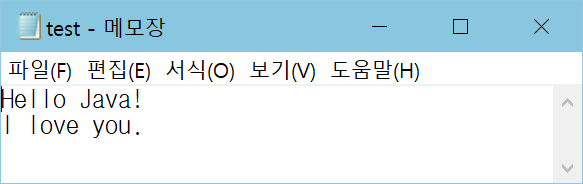 test - 메모장
파일(F) 편집(E) 서식(O) 보기(V) 도움말(H)
Hello Java!
I love you.